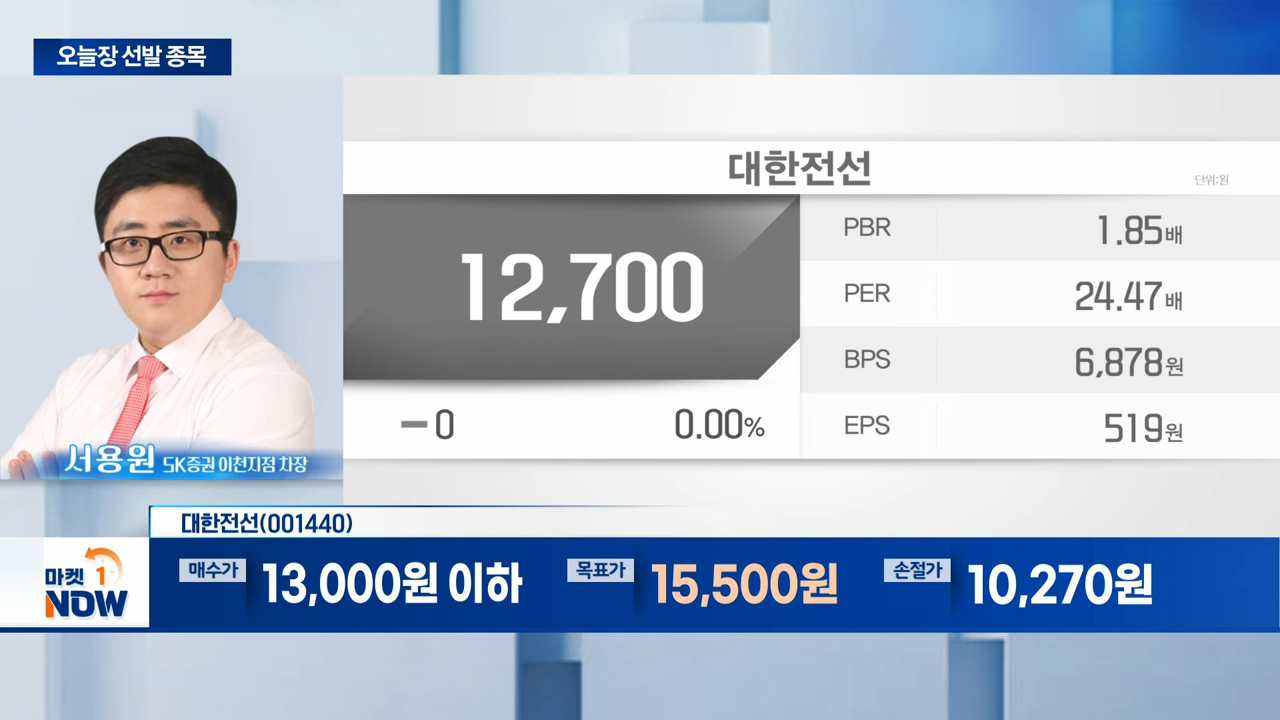 오늘장 선발 종목
대한전선
단위:원
12,700
0
0.00%
PBR 1.85배
PER 24.47배
BPS 6,878원
EPS 519원
서용원 SK증권 이천지점 차장
대한전선(001440)
마켓 1
NOW
매수가 13,000원 이하 목표가 15,500원 손절가 10,270원